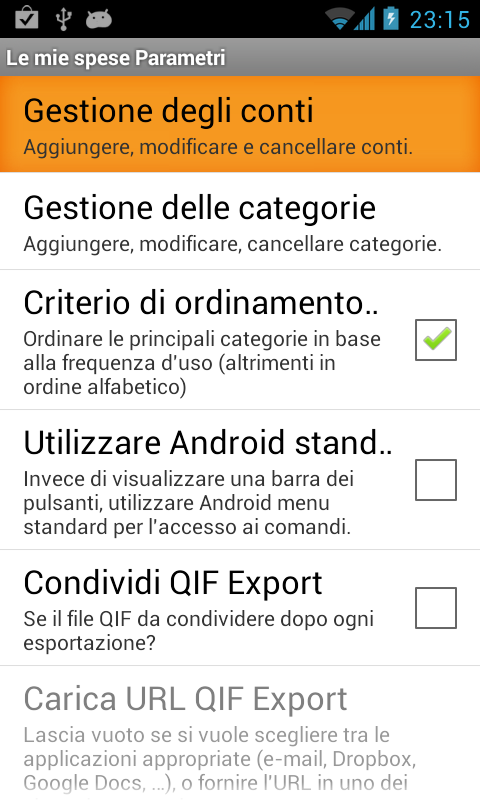 23:15
Le mie spese Parametri
Gestione degli conti
Aggiungere, modificare e cancellare conti.
Gestione delle categorie
Aggiungere, modificare, cancellare categorie.
Criterio di ordinamento..
Ordinare le principali categorie in base
alla frequenza d'uso (altrimenti in
ordine alfabetico)
Utilizzare Android stand..
Invece di visualizzare una barra dei
pulsanti, utilizzare Android menu
standard per l'accesso ai comandi.
Condividi QIF Export
Se il file QIF da condividere dopo ogni
esportazione?
Carica URL QIF Export
Lascia vuoto se si vuole scegliere tra le
applicazioni appropriate (e-mail, Dropbox,
Google Docs, ...), o fornire l'URL in uno dei